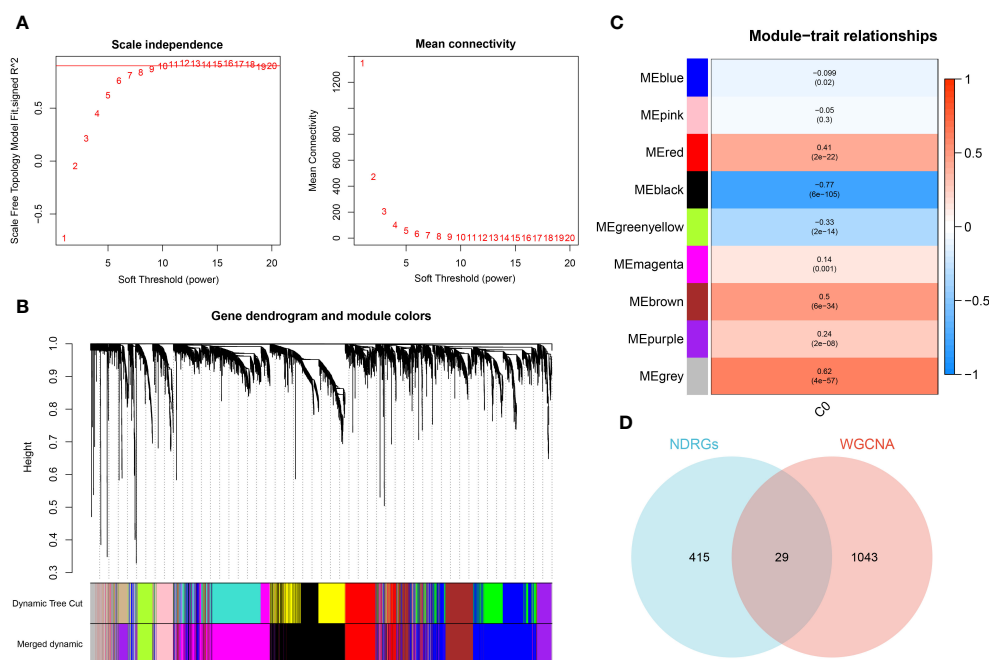 A
Scale independence
Scale Free Topology Model Fit,signed R^2
−0.5
0.0
0.5
1
2
3
4
5
6
7
8
9
10
11
12
13
14
15
16
17
18
19
20
5
10
15
20
Soft Threshold (power)
Mean connectivity
Mean Connectivity
0
200
400
600
800
1000
1400
1
2
3
4
5
6
7
8
9
10
11
12
13
14
15
16
17
18
19
20
5
10
15
20
Soft Threshold (power)
B
Gene dendrogram and module colors
Height
1.0
0.9
0.8
0.7
0.6
0.5
0.4
0.3
Dynamic Tree Cut
Merged dynamic
C
Module−trait relationships
MEblue
−0.099
(0.02)
MEpink
−0.05
(0.3)
MEred
0.41
(2e−22)
MEblack
−0.77
(6e−105)
MEgreenyellow
−0.33
(2e−14)
MEmagenta
0.14
(0.001)
MEbrown
0.5
(6e−34)
MEpurple
0.24
(2e−08)
MEgrey
0.62
(4e−57)
C0
1
0.5
0
−0.5
−1
D
NDRGs
WGCNA
415
29
1043